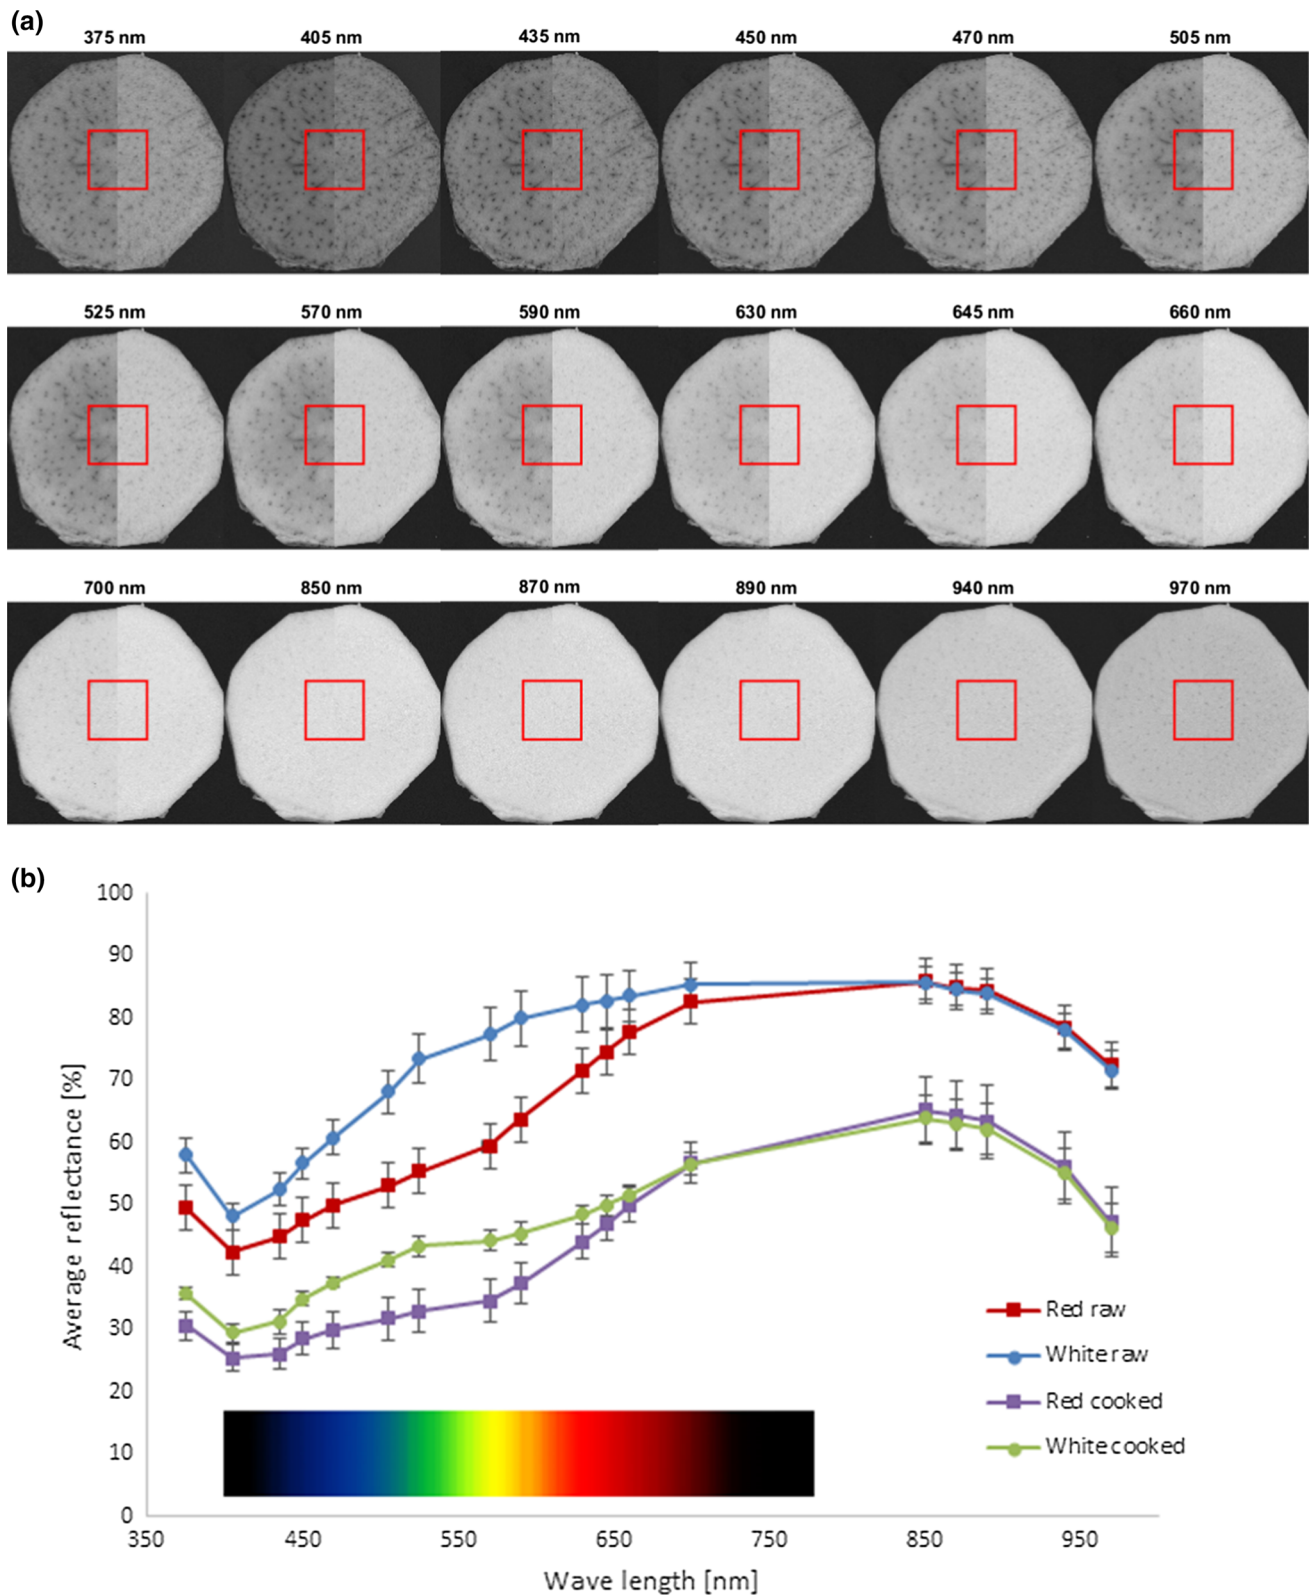 (a)
375 nm 405 nm 435 nm 450 nm 470 nm 505 nm
525 nm 570 nm 590 nm 630 nm 645 nm 660 nm
700 nm 850 nm 870 nm 890 nm 940 nm 970 nm
(b)
100
90
80
70
60
50
40
30
20
10
0
Average reflectance [%]
Red raw
White raw
Red cooked
White cooked
350 450 550 650 750 850 950
Wave length [nm]